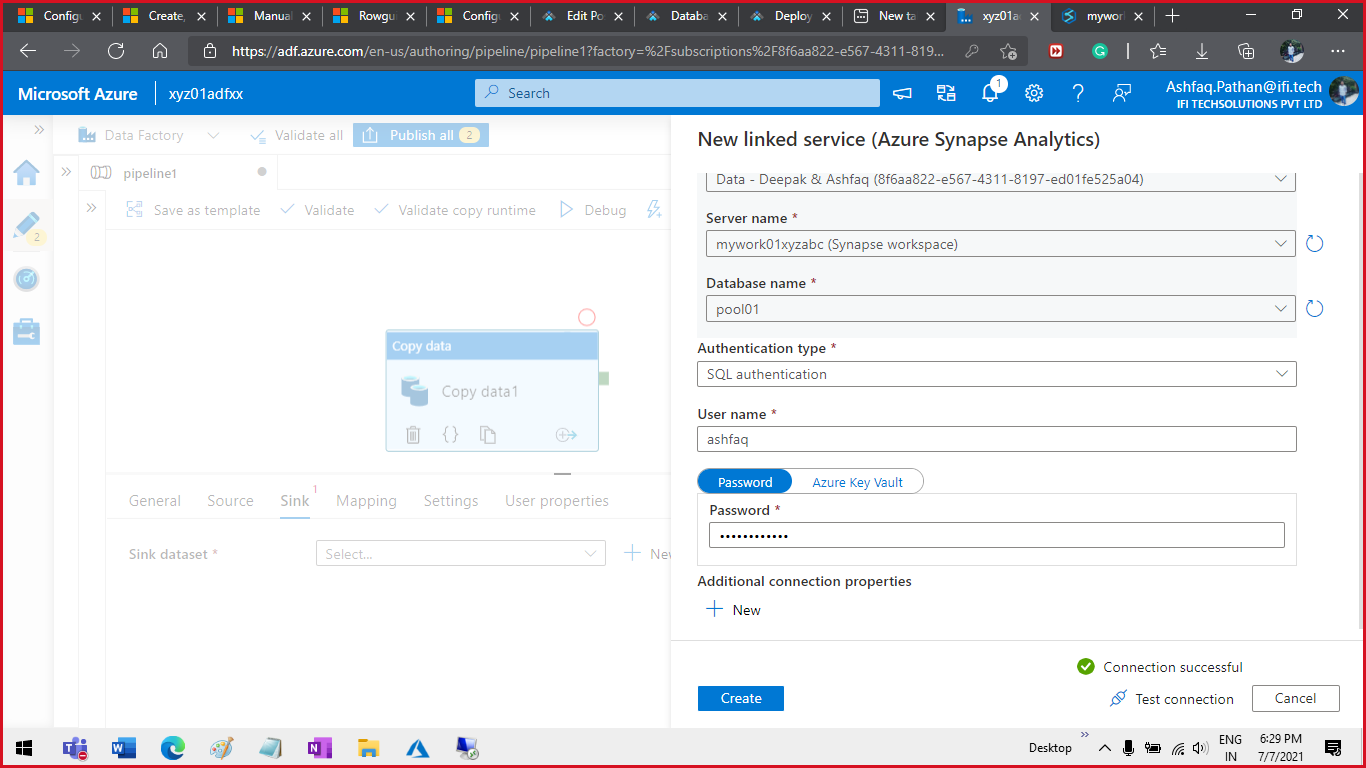 Configu
Create,
Manual
Rowgu
Configu
Edit Po
Databa
Deploy
New ta
xyz01ad
mywork
https://adf.azure.com/en-us/authoring/pipeline/pipeline1?factory=%2Fsubscriptions%2F8f6aa822-e567-4311-819...
Microsoft Azure
xyz01adfxx
Search
1
Ashfaq.Pathan@ifi.tech
IFI TECHSOLUTIONS PVT LTD
Data Factory
Validate all
Publish all 2
pipeline1
Save as template
Validate
Validate copy runtime
Debug
2
Copy data
Copy data1
General
Source
Sink 1
Mapping
Settings
User properties
Sink dataset *
Select...
New
New linked service (Azure Synapse Analytics)
Data - Deepak & Ashfaq (8f6aa822-e567-4311-8197-ed01fe525a04)
Server name *
mywork01xyzabc (Synapse workspace)
Database name *
pool01
Authentication type *
SQL authentication
User name *
ashfaq
Password
Azure Key Vault
Password *
••••••••••••
Additional connection properties
New
Connection successful
Create
Test connection
Cancel
Desktop
ENG
IN
6:29 PM
7/7/2021